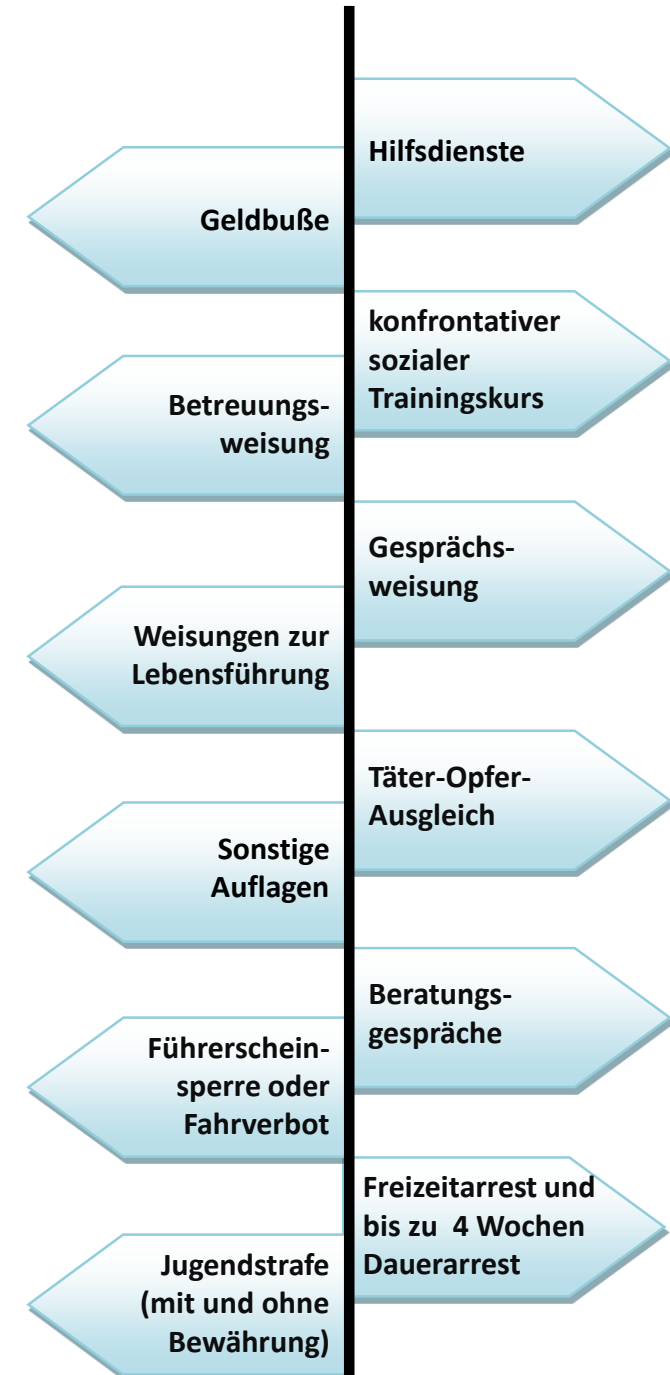 Hilfsdienste
Geldbuße
konfrontativer
sozialer
Trainingskurs
Betreuungs-
weisung
Gesprächs-
weisung
Weisungen zur
Lebensführung
Täter-Opfer-
Ausgleich
Sonstige
Auflagen
Beratungs-
gespräche
Führerschein-
sperre oder
Fahrverbot
Freizeitarrest und
bis zu  4 Wochen
Dauerarrest
Jugendstrafe
(mit und ohne
Bewährung)